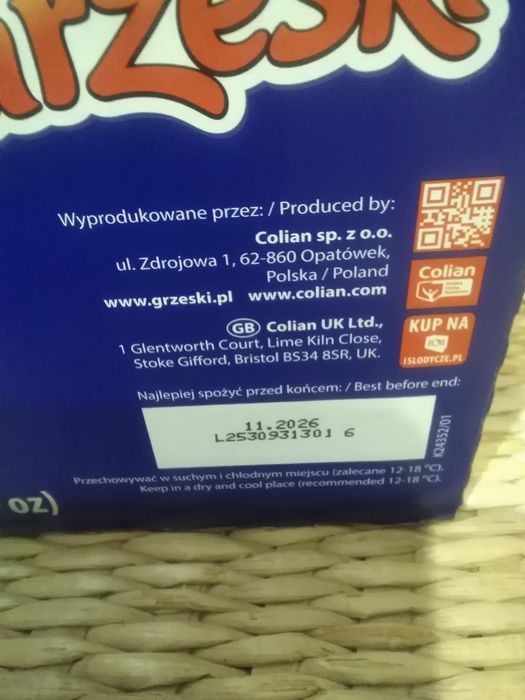 Grześki
Wyprodukowane przez: / Produced by:
Colian sp. z o.o.
ul. Zdrojowa 1, 62-860 Opatówek,
Polska / Poland
www.grzeski.pl www.colian.com
GB Colian UK Ltd.,
1 Glentworth Court, Lime Kiln Close,
Stoke Gifford, Bristol BS34 8SR, UK.
Colian
KUP NA
ISLODYCZE.PL
Najlepiej spożyć przed końcem: / Best before end:
11.2026
L2530931301 6
K24352/01
Przechowywać w suchym i chłodnym miejscu (zalecane 12-18 °C).
Keep in a dry and cool place (recommended 12-18 °C).
oz)